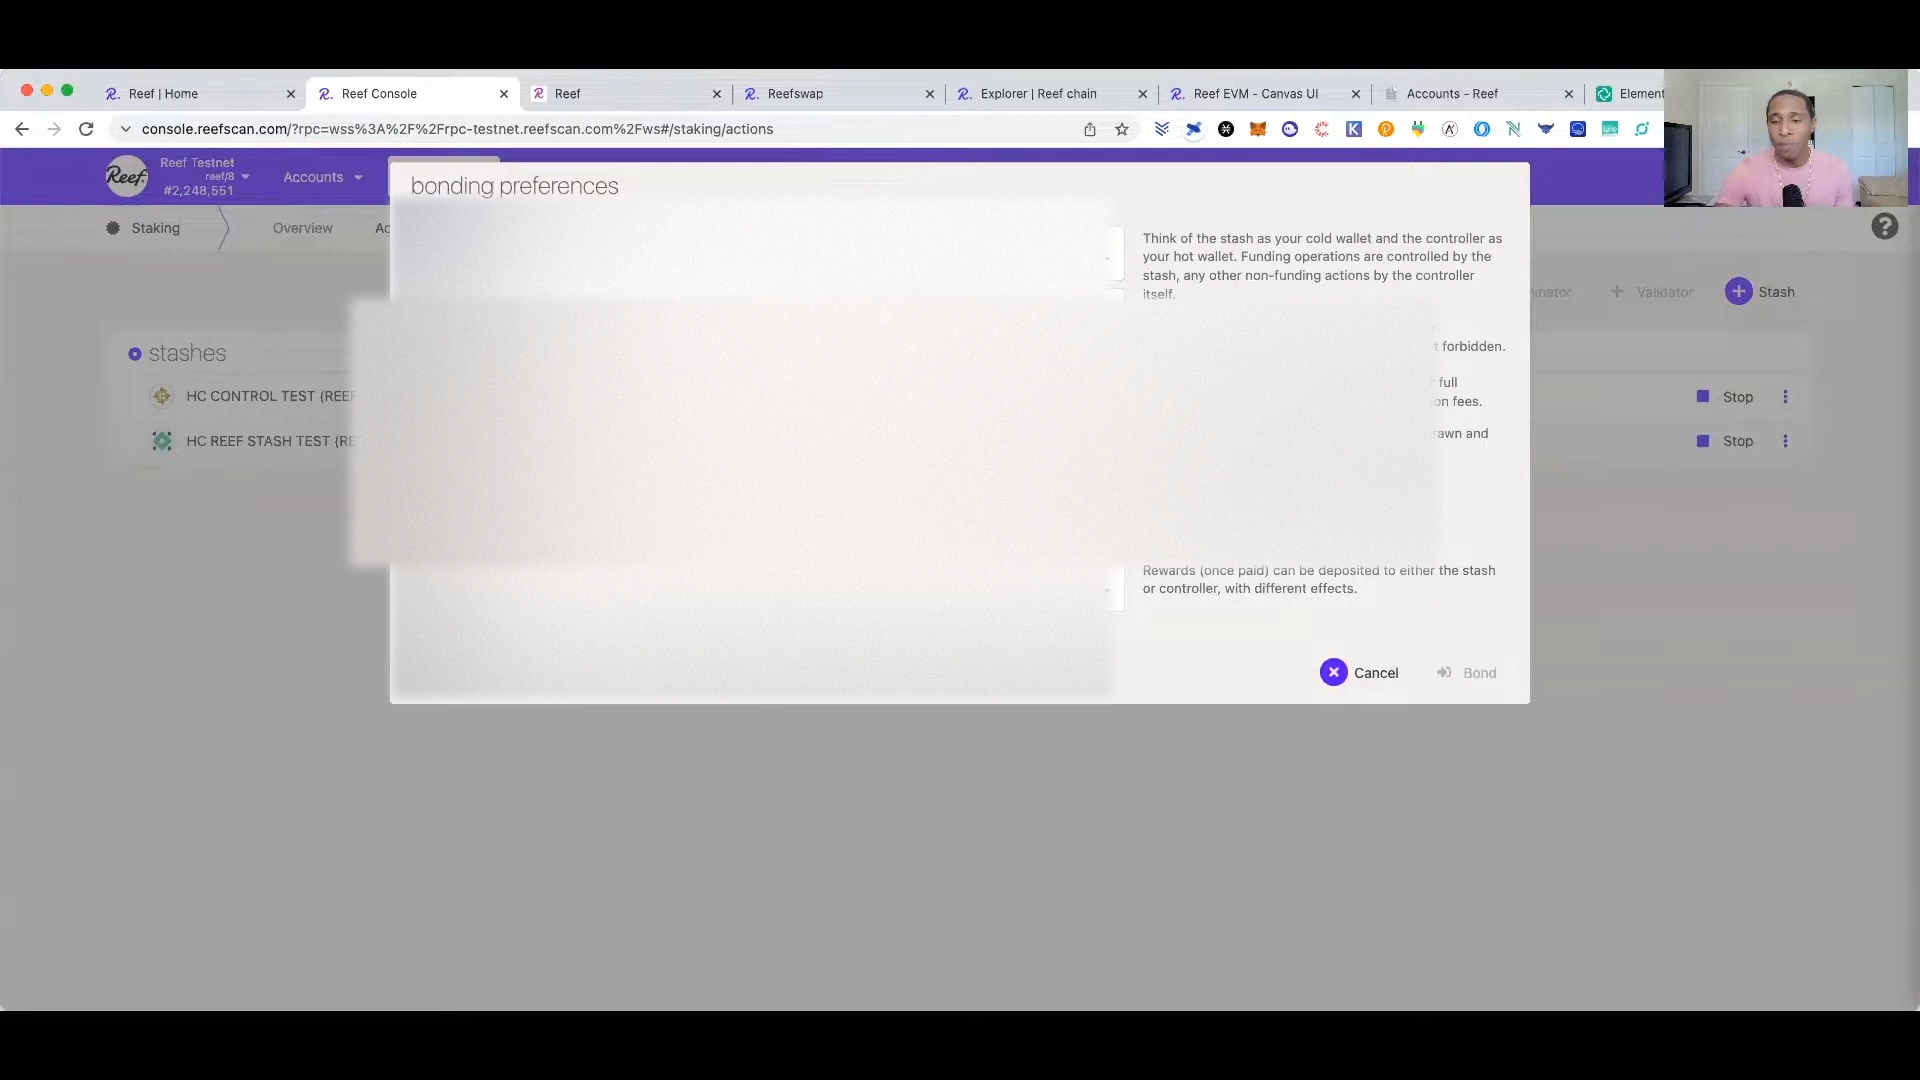 Reef | Home
Reef Console
Reef
Refswap
Explorer | Reef chain
Reef EVM - Canvas UI
Accounts - Reef
Element
console.reefscan.com/?rpc=wss%3A%2F%2Frpc-testnet.reefscan.com%2Fws#/staking/actions
Reef
Reef Testnet
reef/8
#2,248,551
Accounts
bonding preferences
Staking
Overview
Think of the stash as your cold wallet and the controller as
your hot wallet. Funding operations are controlled by the
stash, any other non-funding actions by the controller
itself.
Validator
Stash
stashes
forbidden.
HC CONTROL TEST (REEF
full
on fees.
Stop
HC REEF STASH TEST (RE
and
Stop
Rewards (once paid) can be deposited to either the stash
or controller, with different effects.
Cancel
Bond